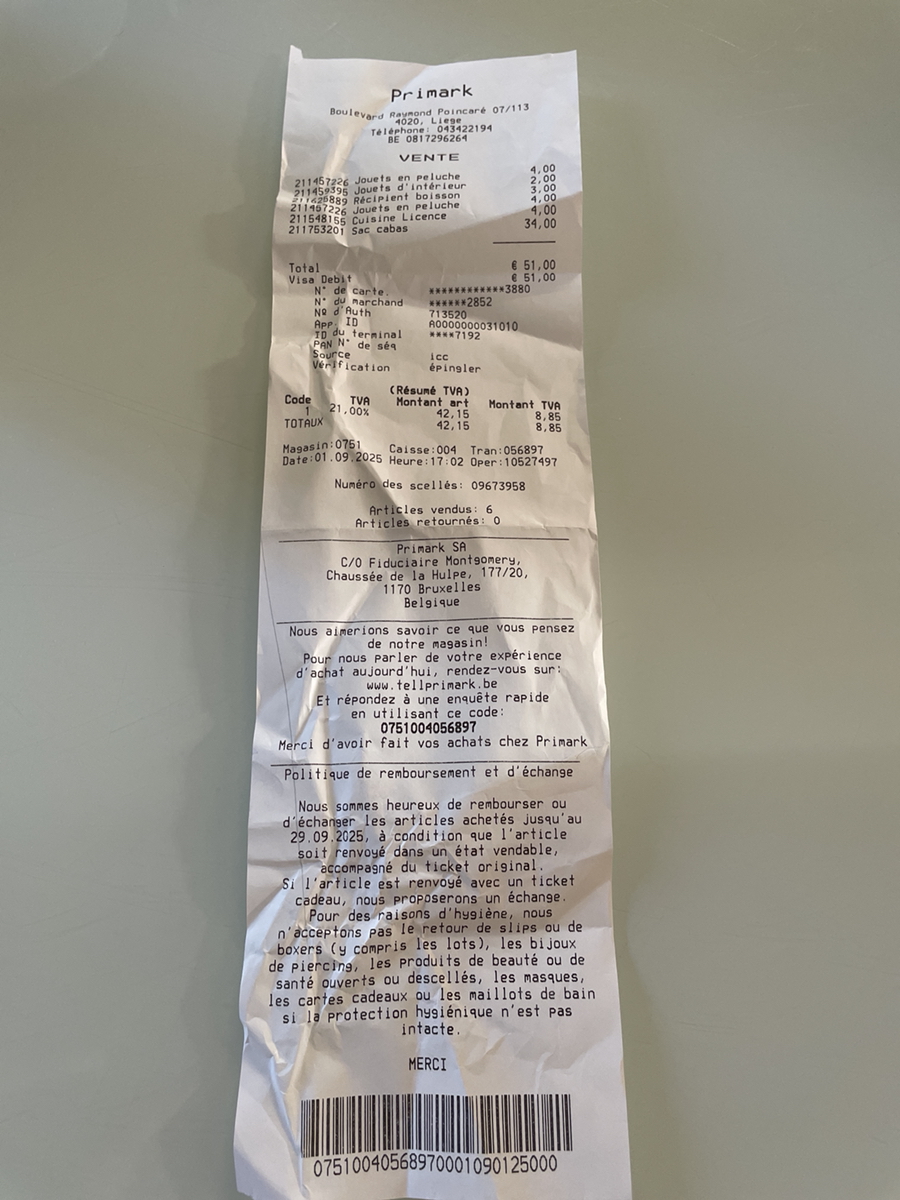 Primark
Boulevard Raymond Poincaré 07/113
4020, Liege
Téléphone: 043422194
BE 0817296264
VENTE
211457226 Jouets en peluche 4,00
211459395 Jouets d'intérieur 2,00
211625889 Récipient boisson 3,00
211457226 Jouets en peluche 4,00
211548155 Cuisine Licence 4,00
211753201 Sac cabas 34,00
Total € 51,00
Visa Debit € 51,00
N° de carte. ************3880
N° du marchand ******2852
Nº d'Auth 713520
App. ID A0000000031010
ID du terminal ****7192
PAN N° de séq
Source icc
Vérification épingler
(Résumé TVA)
Code TVA Montant art Montant TVA
1 21,00% 42,15 8,85
TOTAUX 42,15 8,85
Magasin:0751 Caisse:004 Tran:056897
Date:01.09.2025 Heure:17:02 Oper:10527497
Numéro des scellés: 09673958
Articles vendus: 6
Articles retournés: 0
Primark SA
C/O Fiduciaire Montgomery,
Chaussée de la Hulpe, 177/20,
1170 Bruxelles
Belgique
Nous aimerions savoir ce que vous pensez
de notre magasin!
Pour nous parler de votre expérience
d'achat aujourd'hui, rendez-vous sur:
www.tellprimark.be
Et répondez à une enquête rapide
en utilisant ce code:
0751004056897
Merci d'avoir fait vos achats chez Primark
Politique de remboursement et d'échange
Nous sommes heureux de rembourser ou
d'échanger les articles achetés jusqu'au
29.09.2025, à condition que l'article
soit renvoyé dans un état vendable,
accompagné du ticket original.
Si l'article est renvoyé avec un ticket
cadeau, nous proposerons un échange.
Pour des raisons d'hygiène, nous
n'acceptons pas le retour de slips ou de
boxers (y compris les lots), les bijoux
de piercing, les produits de beauté ou de
santé ouverts ou descellés, les masques,
les cartes cadeaux ou les maillots de bain
si la protection hygiénique n'est pas
intacte.
MERCI
07510040568970001090125000